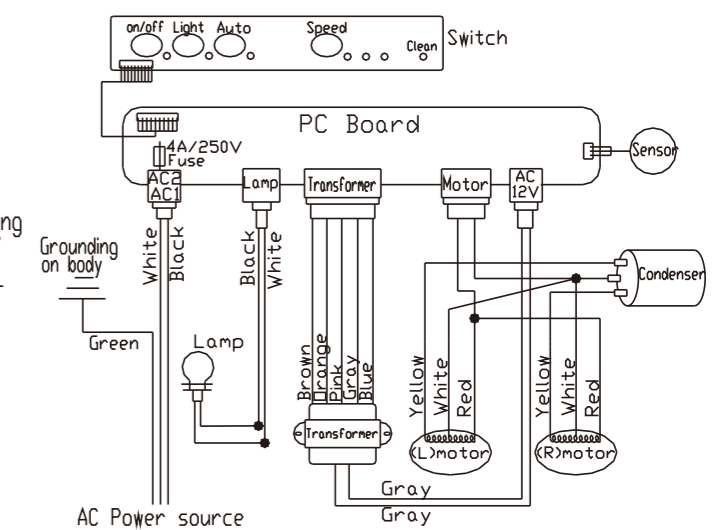 on/off Light Auto Speed Clean
Switch
PC Board
4A/250V
Fuse
Sensor
AC2
AC1
Lamp
Transformer
Motor
AC
12V
ng
Grounding
on body
White
Black
Black
White
Condenser
Green
Lamp
Brown
Orange
Pink
Gray
Blue
Yellow
White
Red
Yellow
White
Red
Transformer
(L)motor
(R)motor
Gray
Gray
AC Power source